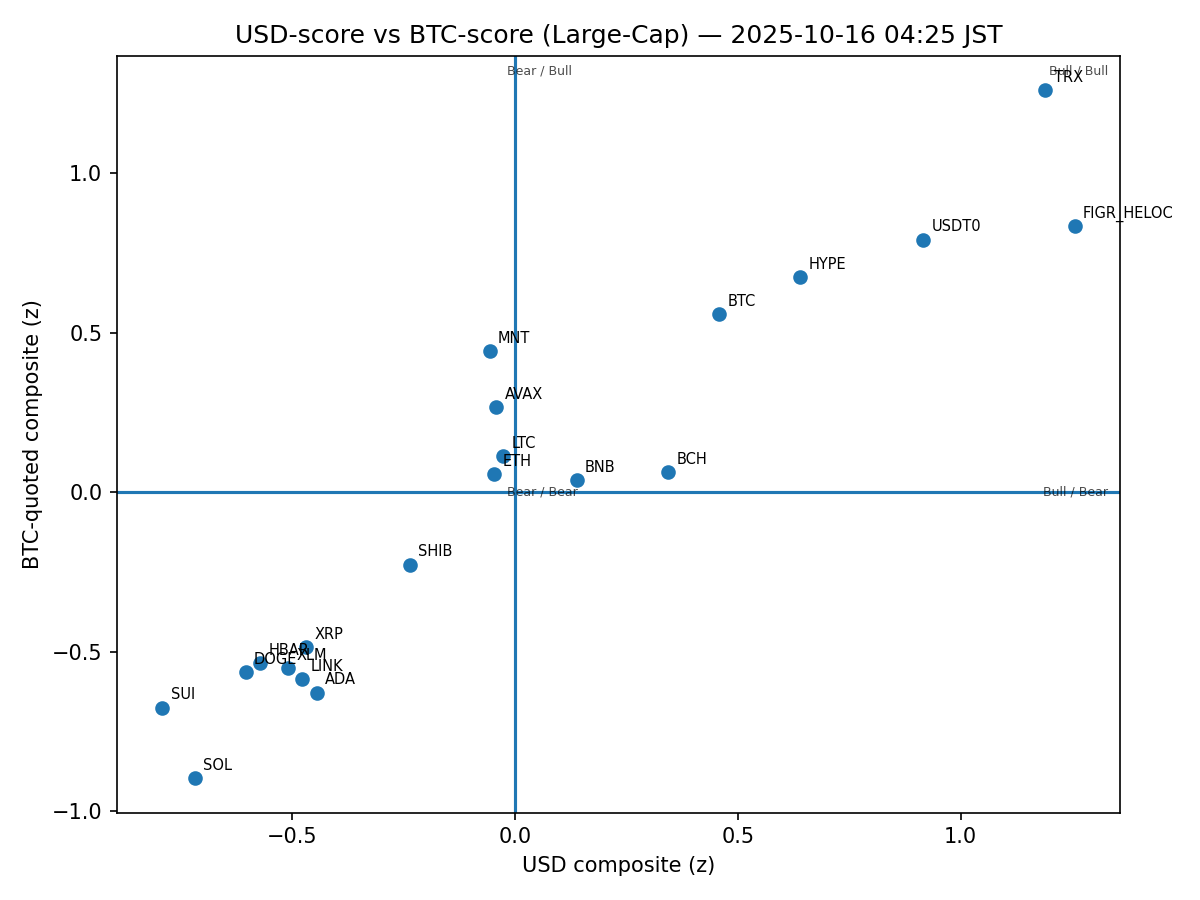 USD-score vs BTC-score (Large-Cap) — 2025-10-16 04:25 JST
Bear / Bull
Bull / Bull
TRX
1.0
FIGR_HELOC
USDT0
HYPE
BTC
0.5
MNT
AVAX
LTC
ETH
BNB
BCH
0.0
Bear / Bear
Bull / Bear
SHIB
XRP
−0.5
HBAR
XLM
DOGE
LINK
ADA
SUI
SOL
−1.0
−0.5
0.0
0.5
1.0
USD composite (z)
BTC-quoted composite (z)